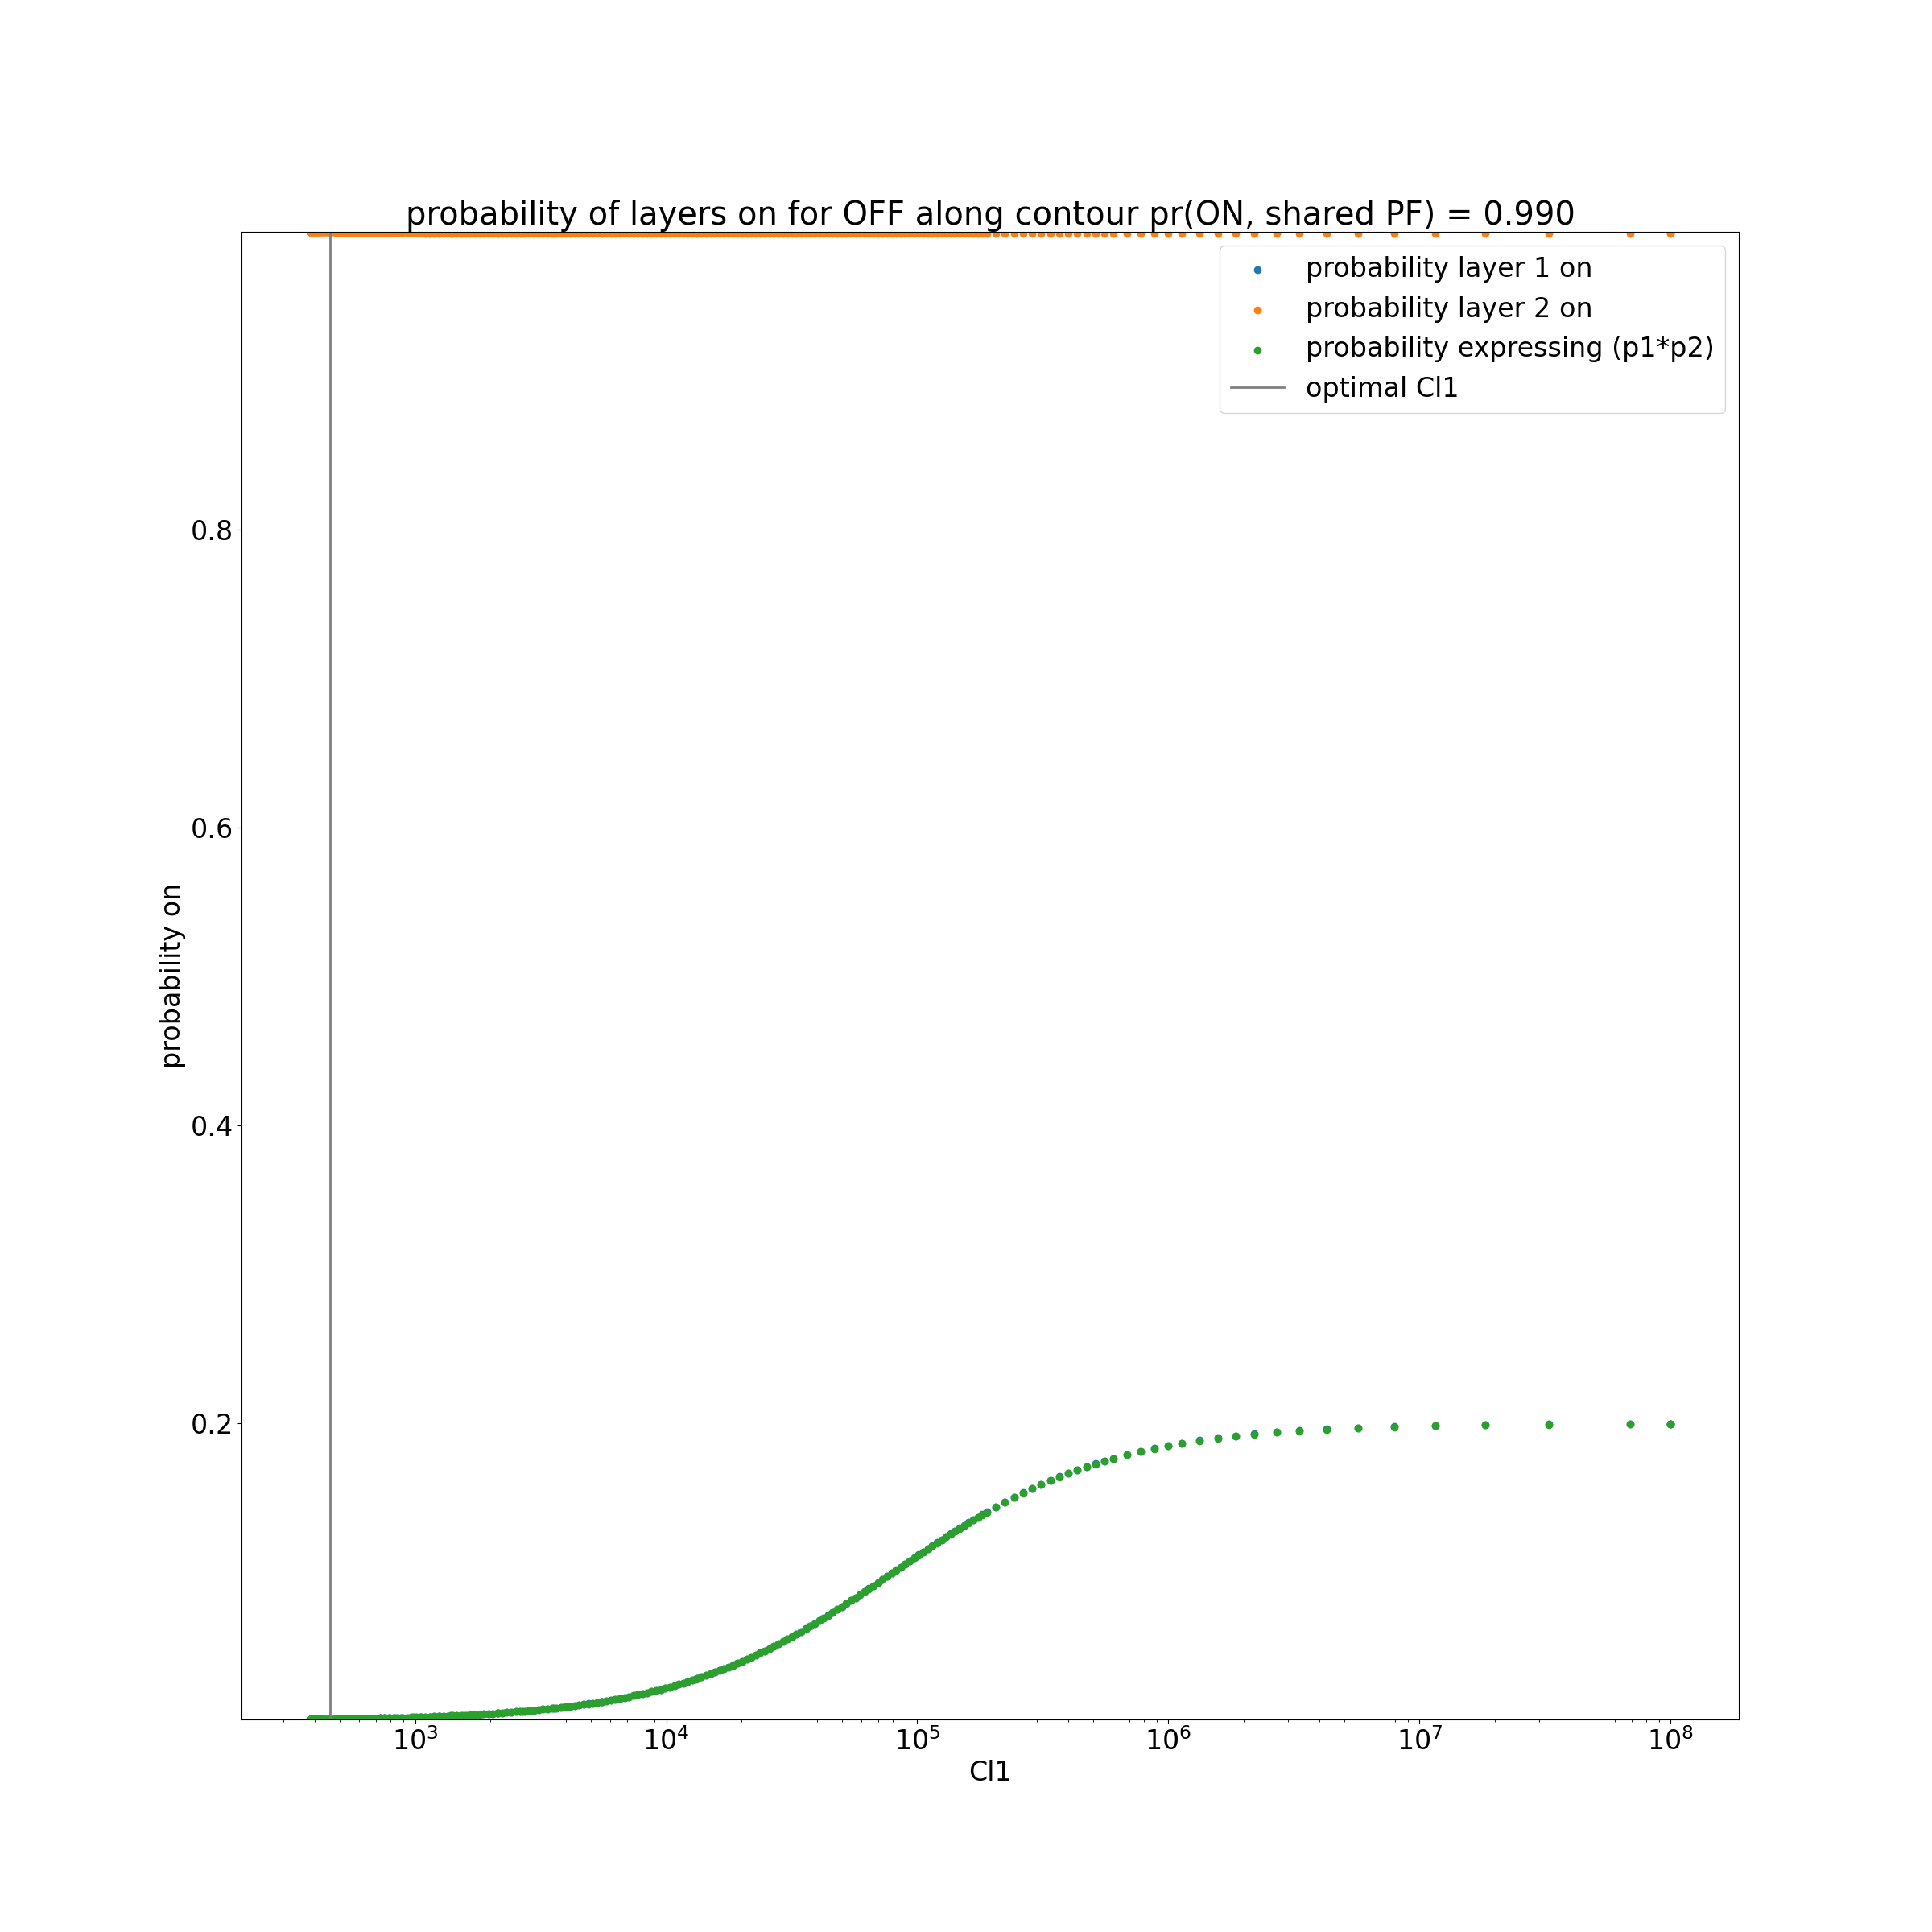 probability of layers on for OFF along contour pr(ON, shared PF) = 0.990
probability layer 1 on
probability layer 2 on
probability expressing (p1*p2)
optimal Cl1
probability on
0.8
0.6
0.4
0.2
10³ 10⁴ 10⁵ 10⁶ 10⁷ 10⁸
Cl1